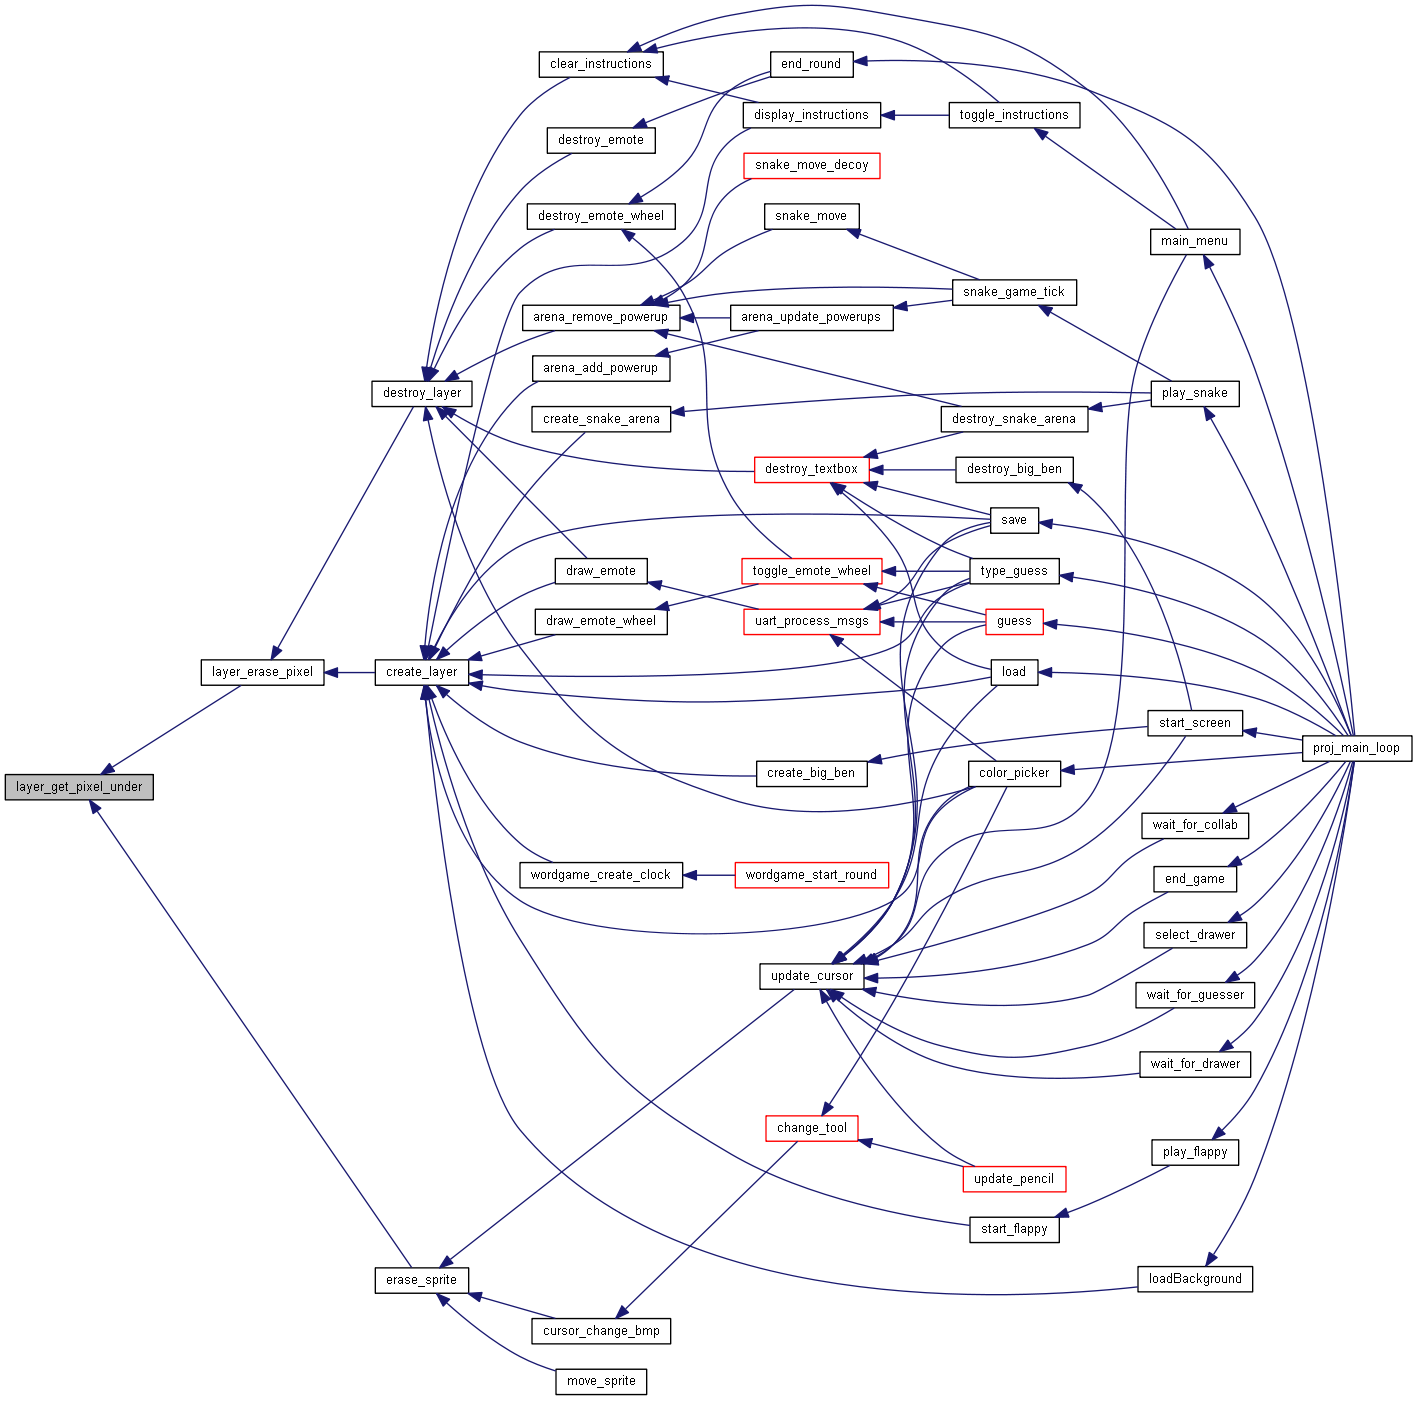 clear_instructions
end_round
display_instructions
toggle_instructions
destroy_emote
snake_move_decoy
destroy_emote_wheel
snake_move
main_menu
snake_game_tick
arena_remove_powerup
arena_update_powerups
arena_add_powerup
destroy_layer
play_snake
create_snake_arena
destroy_snake_arena
destroy_textbox
destroy_big_ben
save
draw_emote
toggle_emote_wheel
type_guess
draw_emote_wheel
uart_process_msgs
guess
layer_erase_pixel
create_layer
load
start_screen
proj_main_loop
layer_get_pixel_under
create_big_ben
color_picker
wait_for_collab
wordgame_create_clock
wordgame_start_round
end_game
select_drawer
update_cursor
wait_for_guesser
wait_for_drawer
change_tool
play_flappy
update_pencil
start_flappy
erase_sprite
loadBackground
cursor_change_bmp
move_sprite